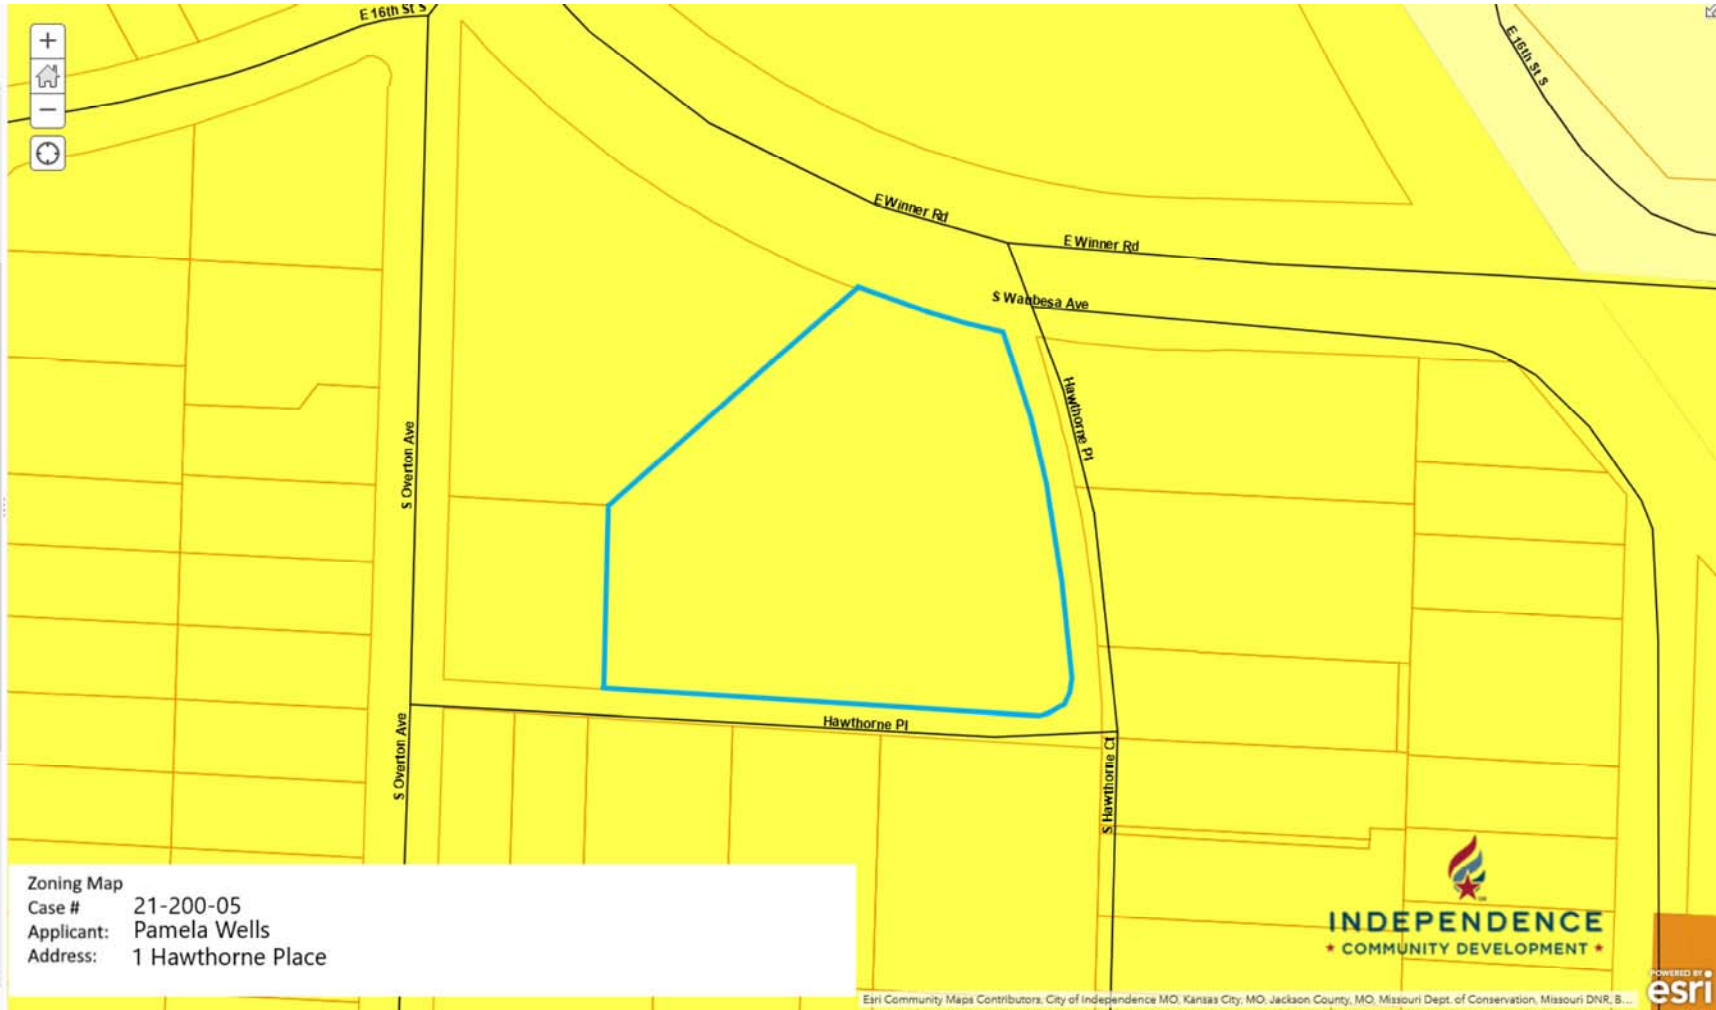 E 16th St S
E 16th St S
E Winner Rd
E Winner Rd
S Waubesa Ave
Hawthorne Pl
S Overton Ave
Hawthorne Pl
S Overton Ave
S Hawthorne Ct
Zoning Map
Case # 21-200-05
Applicant: Pamela Wells
Address: 1 Hawthorne Place
INDEPENDENCE
★ COMMUNITY DEVELOPMENT ★
POWERED BY
esri
Esri Community Maps Contributors, City of Independence MO, Kansas City, MO, Jackson County, MO, Missouri Dept. of Conservation, Missouri DNR, B...